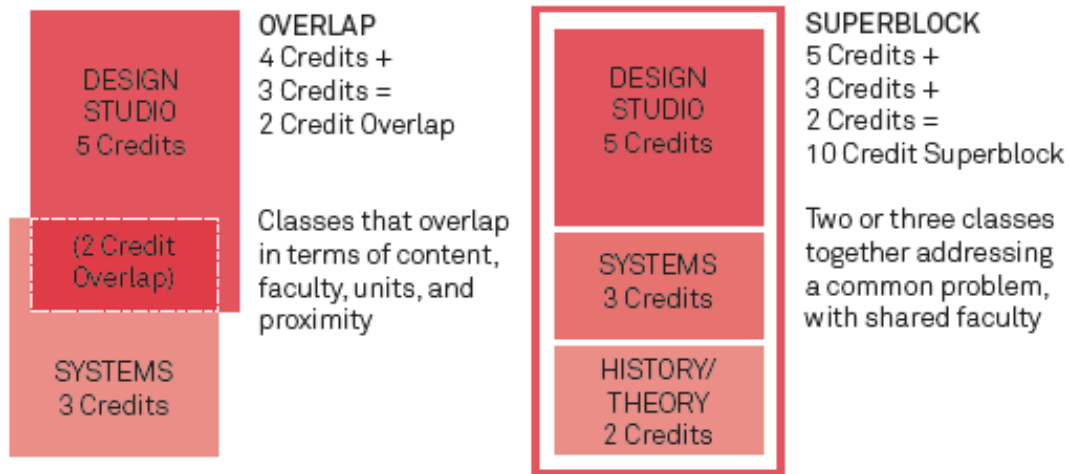 DESIGN
STUDIO
5 Credits
(2 Credit
Overlap)
SYSTEMS
3 Credits
OVERLAP
4 Credits +
3 Credits =
2 Credit Overlap
Classes that overlap
in terms of content,
faculty, units, and
proximity
DESIGN
STUDIO
5 Credits
SYSTEMS
3 Credits
HISTORY/
THEORY
2 Credits
SUPERBLOCK
5 Credits +
3 Credits +
2 Credits =
10 Credit Superblock
Two or three classes
together addressing
a common problem,
with shared faculty